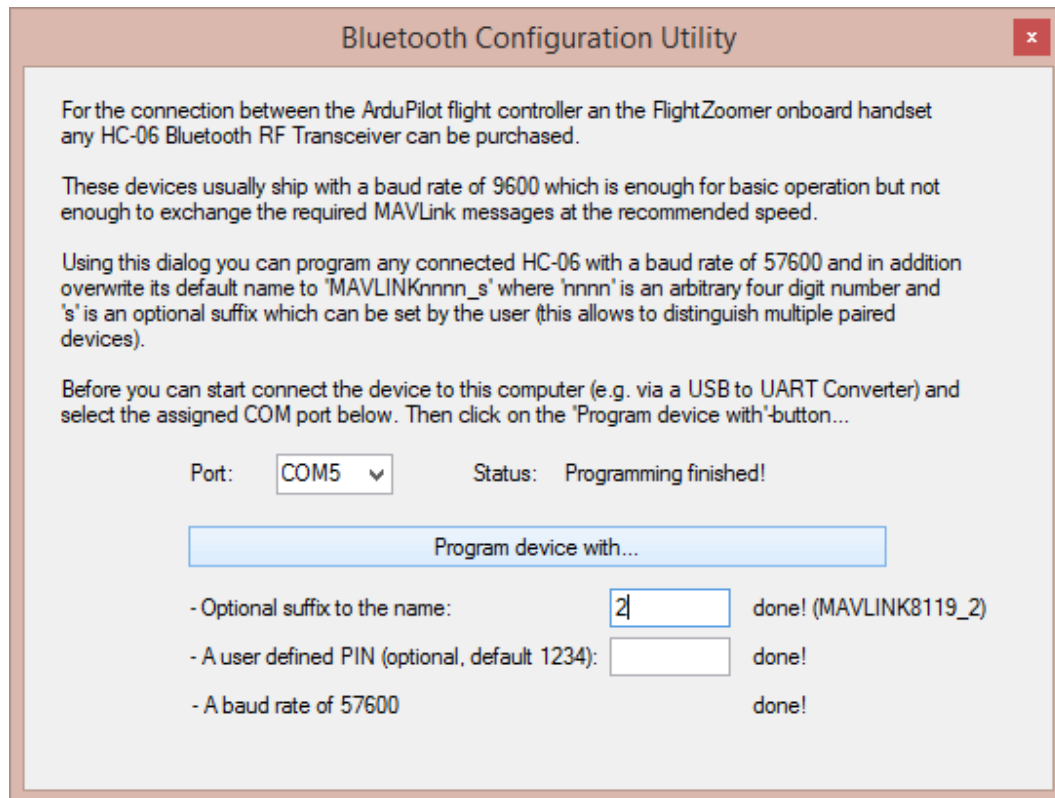 Bluetooth Configuration Utility
x
For the connection between the ArduPilot flight controller an the FlightZoomer onboard handset
any HC-06 Bluetooth RF Transceiver can be purchased.
These devices usually ship with a baud rate of 9600 which is enough for basic operation but not
enough to exchange the required MAVLink messages at the recommended speed.
Using this dialog you can program any connected HC-06 with a baud rate of 57600 and in addition
overwrite its default name to 'MAVLINKnnnn_s' where 'nnnn' is an arbitrary four digit number and
's' is an optional suffix which can be set by the user (this allows to distinguish multiple paired
devices).
Before you can start connect the device to this computer (e.g. via a USB to UART Converter) and
select the assigned COM port below. Then click on the 'Program device with'-button...
Port: COM5 Status: Programming finished!
Program device with...
- Optional suffix to the name: 2 done! (MAVLINK8119_2)
- A user defined PIN (optional, default 1234): done!
- A baud rate of 57600 done!